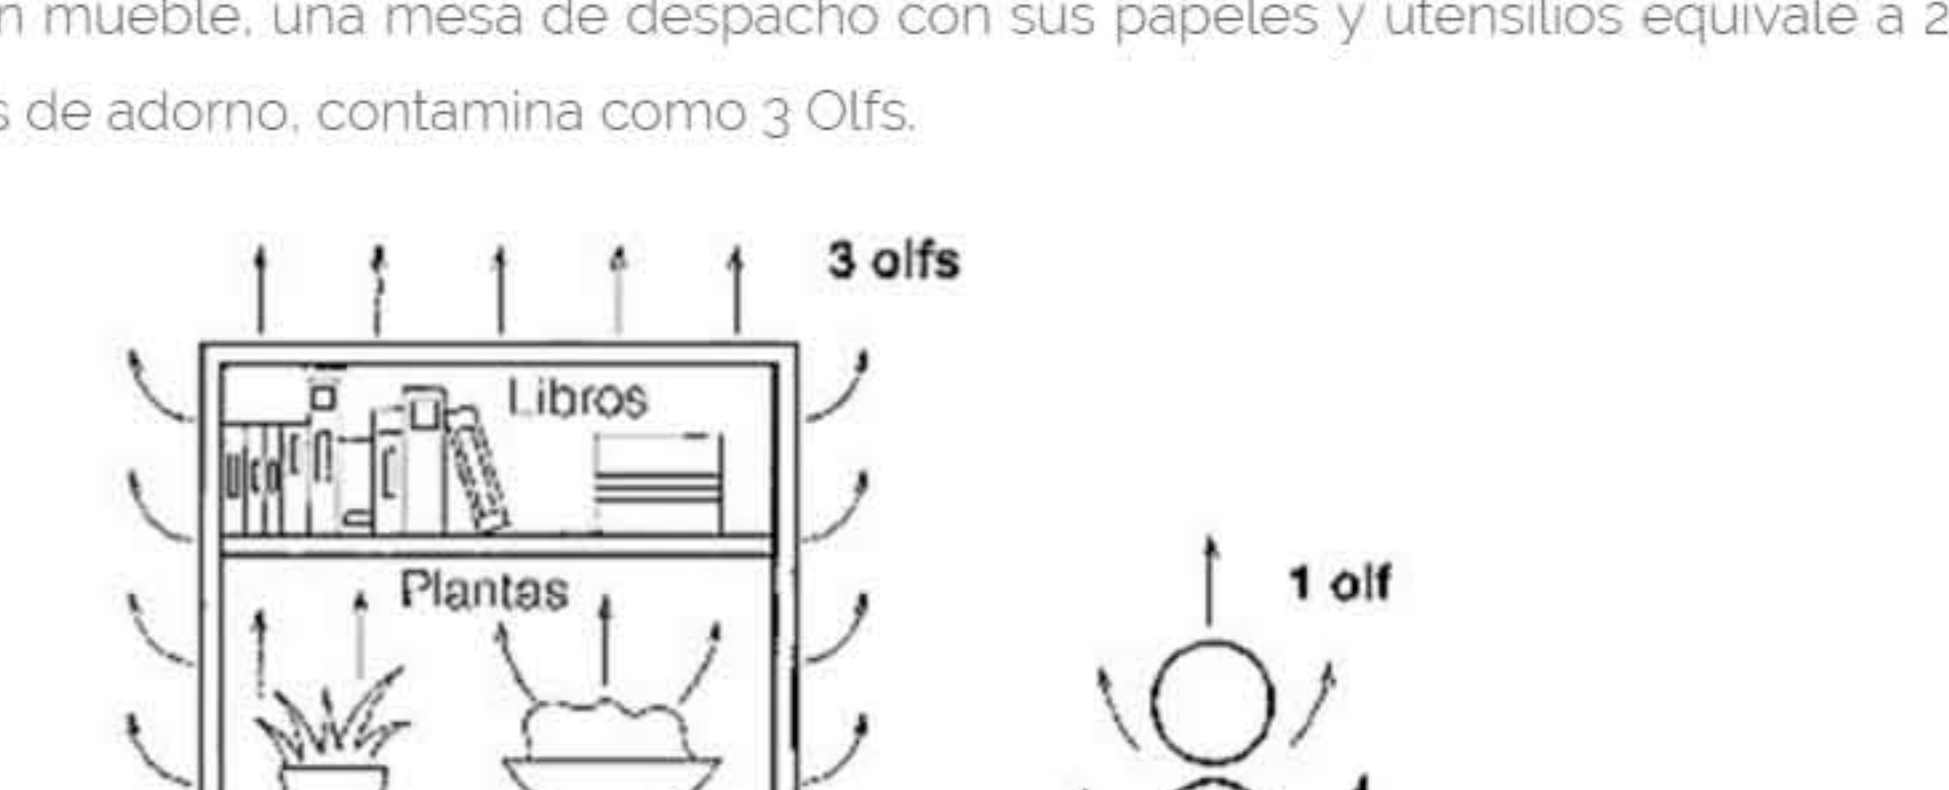 n mueble, una mesa de despacho con sus papeles y utensilios equivale a 2
s de adorno, contamina como 3 Olfs.
3 olfs
Libros
Plantas
1 olf